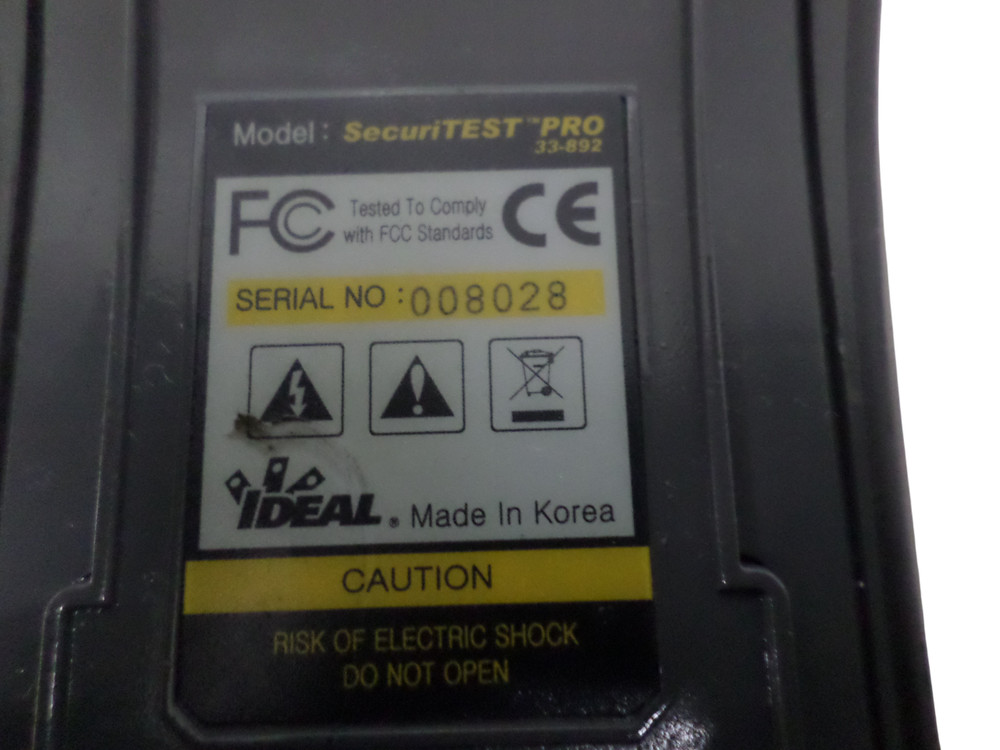 Model: SecuriTEST™PRO
33-892
FC Tested To Comply
with FCC Standards CE
SERIAL NO : 008028
IDEAL® Made In Korea
CAUTION
RISK OF ELECTRIC SHOCK
DO NOT OPEN